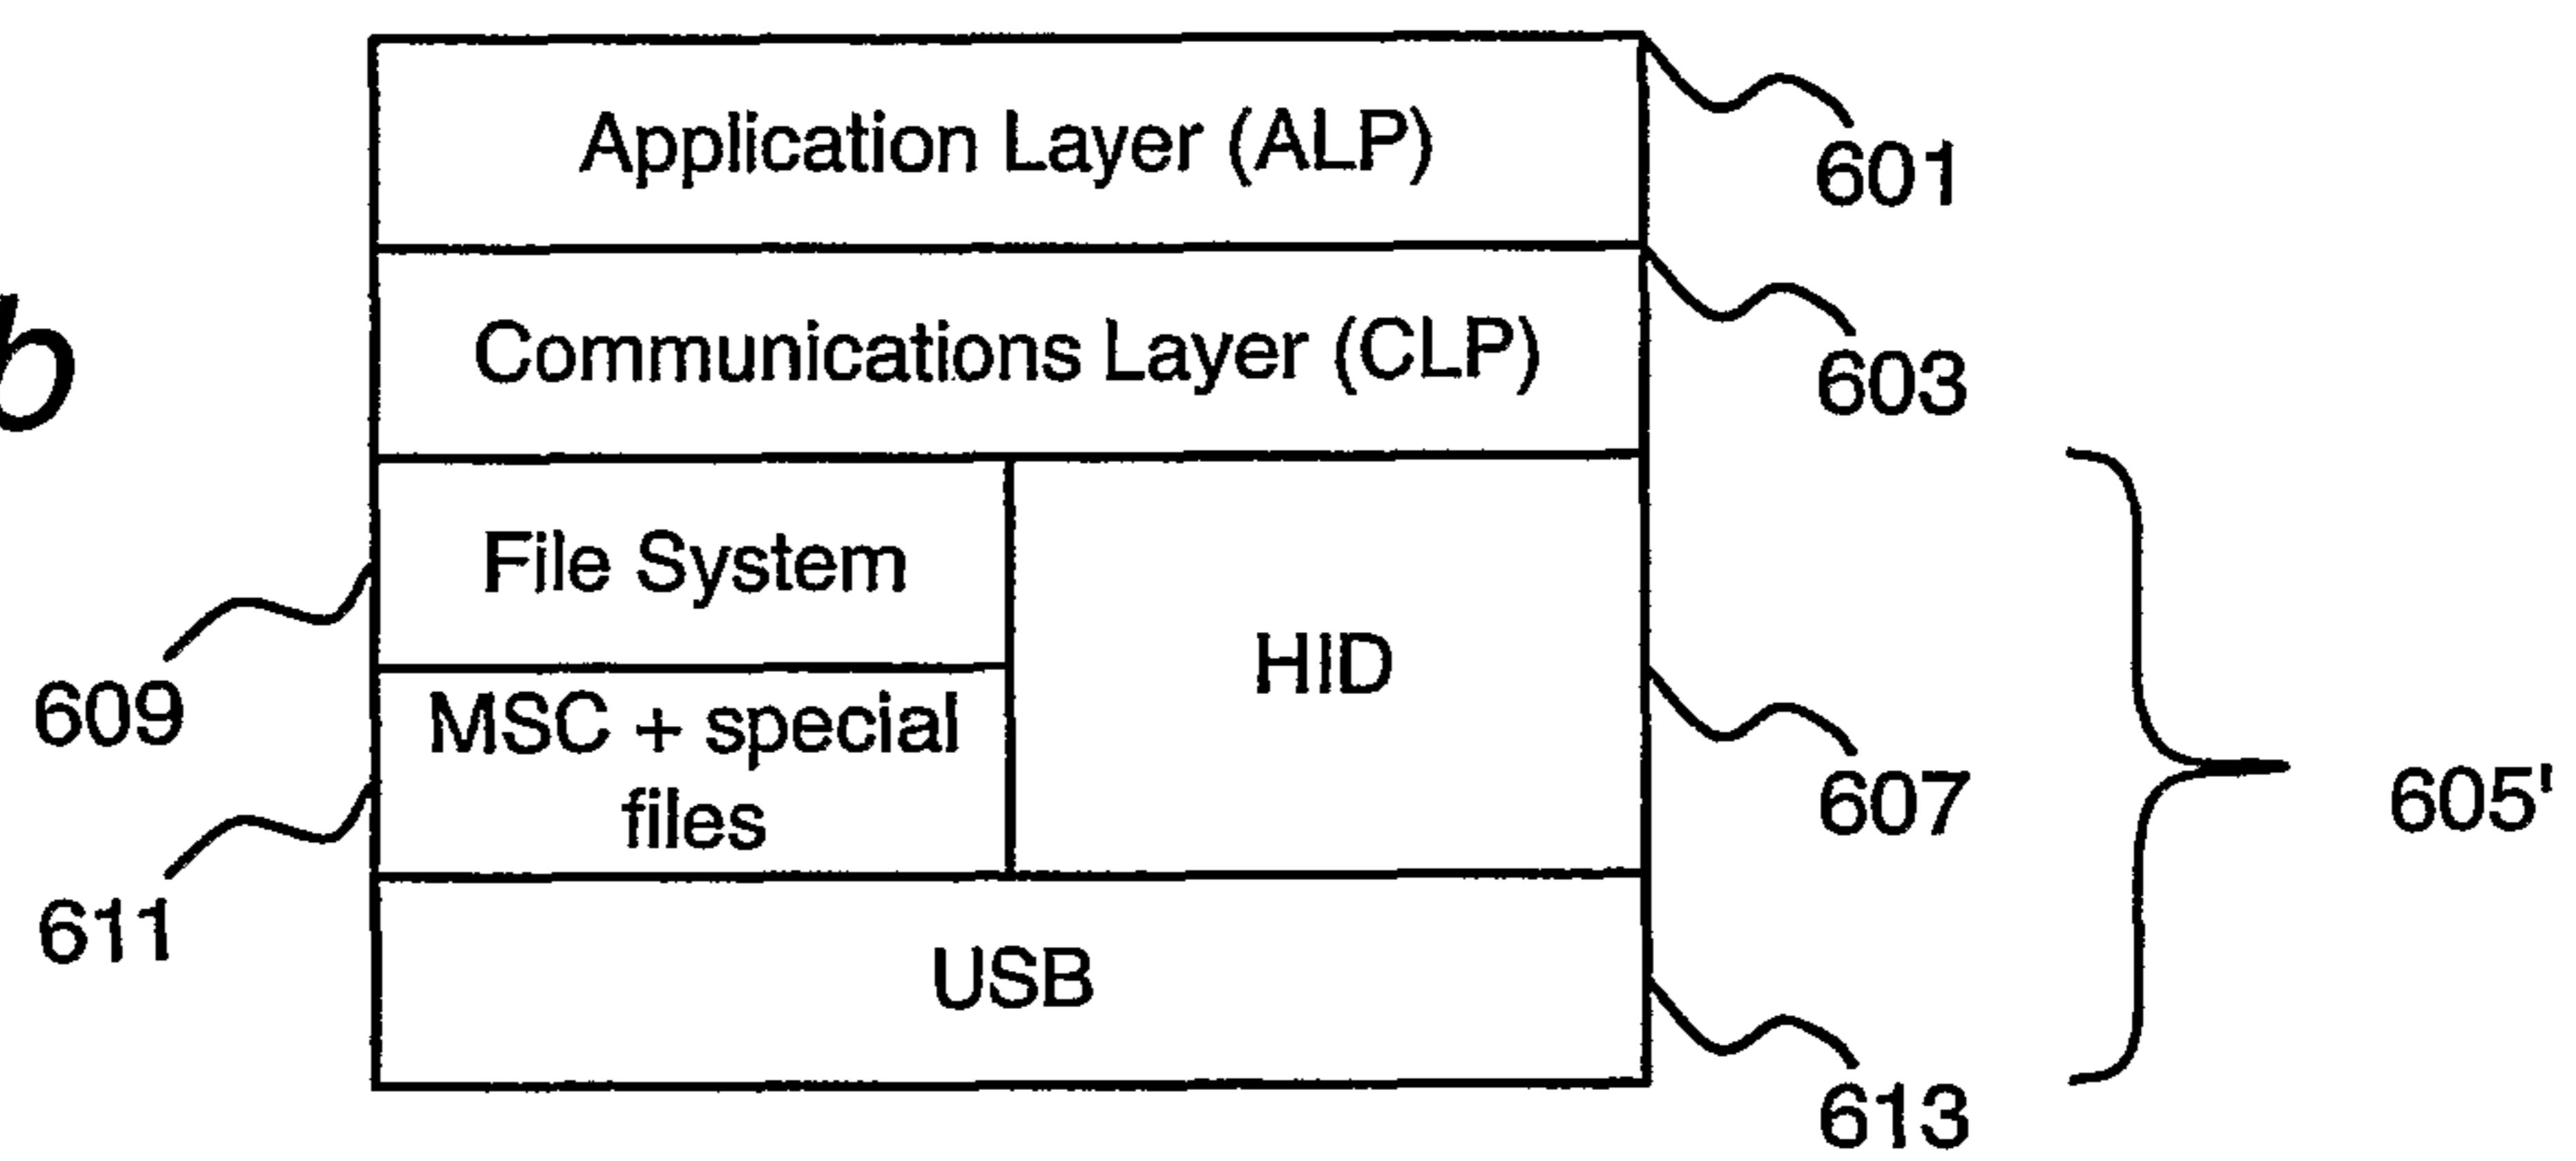 Application Layer (ALP)
601
b
Communications Layer (CLP)
603
File System
HID
609
MSC + special
files
607
605'
611
USB
613